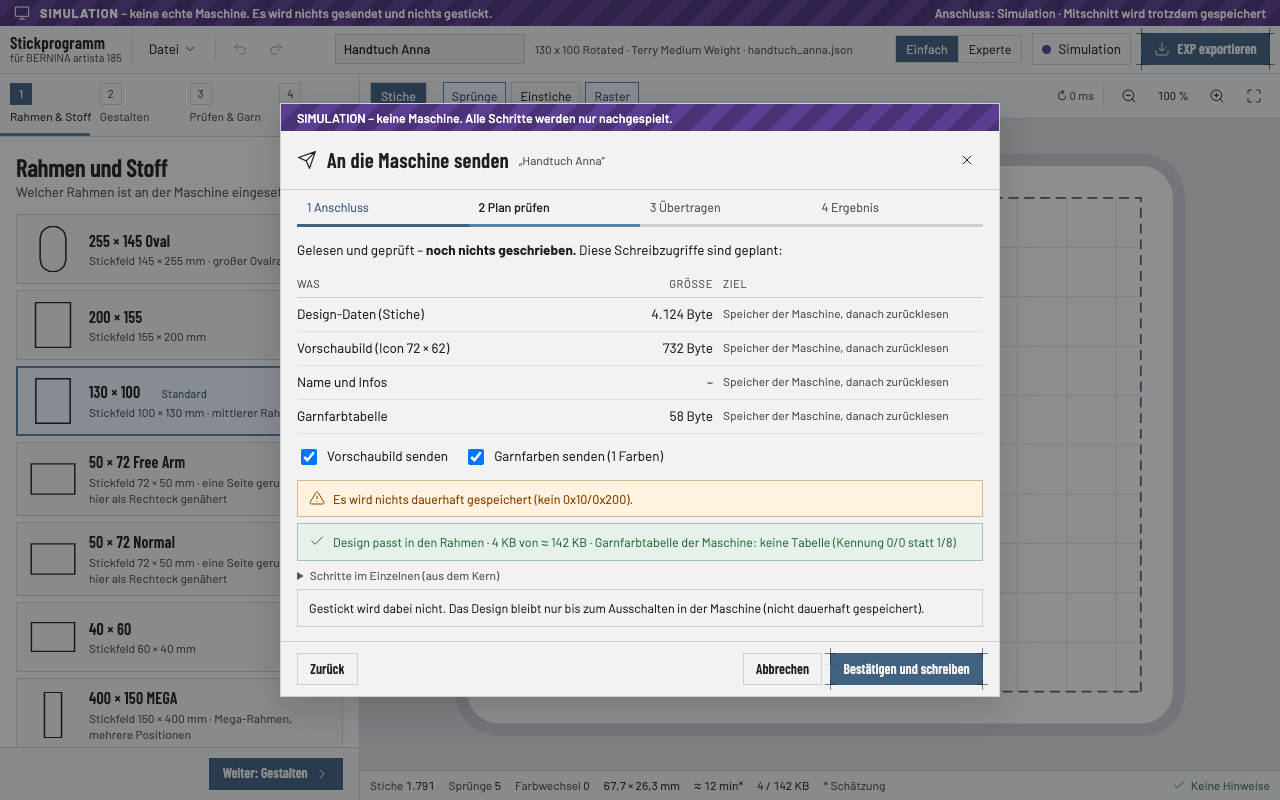 SIMULATION – keine echte Maschine. Es wird nichts gesendet und nichts gestickt.
Anschluss: Simulation · Mitschnitt wird trotzdem gespeichert
Stickprogramm
für BERNINA artista 185
Datei
Handtuch Anna
130 x 100 Rotated · Terry Medium Weight · handtuch_anna.json
Einfach
Experte
Simulation
EXP exportieren
1
Rahmen & Stoff
2
Gestalten
3
Prüfen & Garn
4
Stiche
Sprünge
Einstiche
Raster
0 ms
100 %
Rahmen und Stoff
Welcher Rahmen ist an der Maschine
255 × 145 Oval
Stickfeld 145 × 255 mm · großer
200 × 155
Stickfeld 155 × 200 mm
130 × 100 Standard
Stickfeld 100 × 130 mm · mittlerer
50 × 72 Free Arm
Stickfeld 72 × 50 mm · eine Seite
hier als Rechteck genähert
50 × 72 Normal
Stickfeld 72 × 50 mm · eine Seite
hier als Rechteck genähert
40 × 60
Stickfeld 60 × 40 mm
400 × 150 MEGA
Stickfeld 150 × 400 mm · Mega-Rahmen,
mehrere Positionen
Weiter: Gestalten
SIMULATION – keine Maschine. Alle Schritte werden nur nachgespielt.
An die Maschine senden „Handtuch Anna“
1 Anschluss
2 Plan prüfen
3 Übertragen
4 Ergebnis
Gelesen und geprüft – noch nichts geschrieben. Diese Schreibzugriffe sind geplant:
WAS GRÖSSE ZIEL
Design-Daten (Stiche) 4.124 Byte Speicher der Maschine, danach zurücklesen
Vorschaubild (Icon 72 × 62) 732 Byte Speicher der Maschine, danach zurücklesen
Name und Infos – Speicher der Maschine, danach zurücklesen
Garnfarbtabelle 58 Byte Speicher der Maschine, danach zurücklesen
Vorschaubild senden
Garnfarben senden (1 Farben)
Es wird nichts dauerhaft gespeichert (kein 0x10/0x200).
Design passt in den Rahmen · 4 KB von ≈ 142 KB · Garnfarbtabelle der Maschine: keine Tabelle (Kennung 0/0 statt 1/8)
Schritte im Einzelnen (aus dem Kern)
Gestickt wird dabei nicht. Das Design bleibt nur bis zum Ausschalten in der Maschine (nicht dauerhaft gespeichert).
Zurück
Abbrechen
Bestätigen und schreiben
Stiche 1.791 Sprünge 5 Farbwechsel 0 67,7 × 26,3 mm ≈ 12 min* 4 / 142 KB * Schätzung
Keine Hinweise